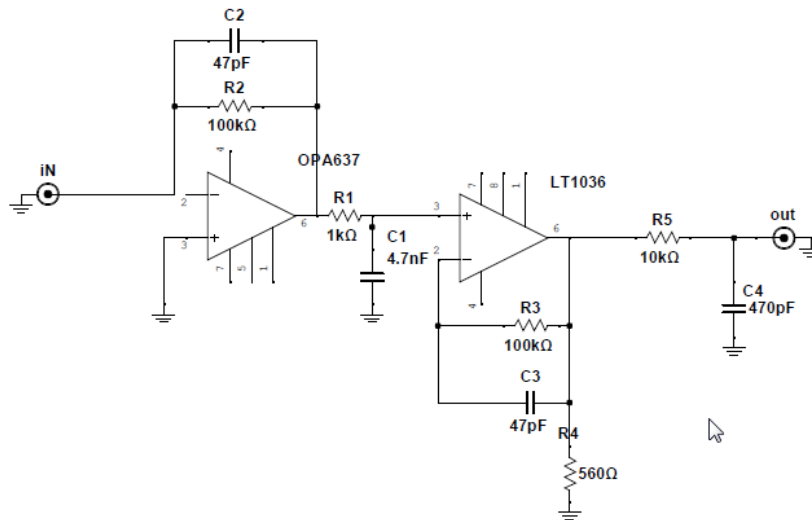 C2
47pF
R2
100kΩ
iN
OPA637
4
2
3
6
7
5
1
R1
1kΩ
C1
4.7nF
LT1036
7
8
1
3
2
6
4
R5
10kΩ
out
C4
470pF
R3
100kΩ
C3
47pF
R4
560Ω